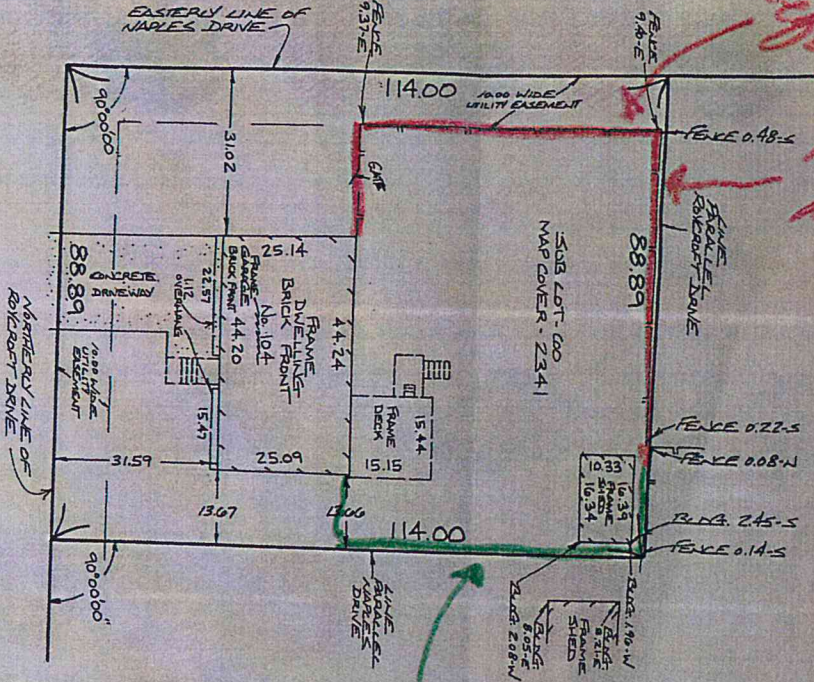 EASTERLY LINE OF
NAPLES DRIVE
FENCE
9.37-E
FENCE
9.40-E
114.00
10.00 WIDE
UTILITY EASEMENT
FENCE 0.48-S
90°00'00"
31.02
GATE
LINE
PARALLEL
ROYCROFT DRIVE
88.89
SUB LOT - 60
MAP COVER - 2341
88.89
CONCRETE
DRIVEWAY
25.14
FRAME
GARAGE
BRICK FRONT
22.57
1.12
OVERHANG
44.20
FRAME
DWELLING
BRICK FRONT
No. 104
44.24
10.00 WIDE
UTILITY
EASEMENT
NORTHERLY LINE OF
ROYCROFT DRIVE
15.47
25.09
31.59
15.44
FRAME
DECK
15.15
FENCE 0.22-S
FENCE 0.08-N
10.33
16.39
FRAME
SHED
16.34
BLDG. 2.45-S
FENCE 0.14-S
13.67
114.00
90°00'00"
LINE
PARALLEL
NAPLES
DRIVE
BLDG. 1.96-W
BLDG.
8.21-E
FRAME
SHED
BLDG.
8.05-E
BLDG. 2.08-W